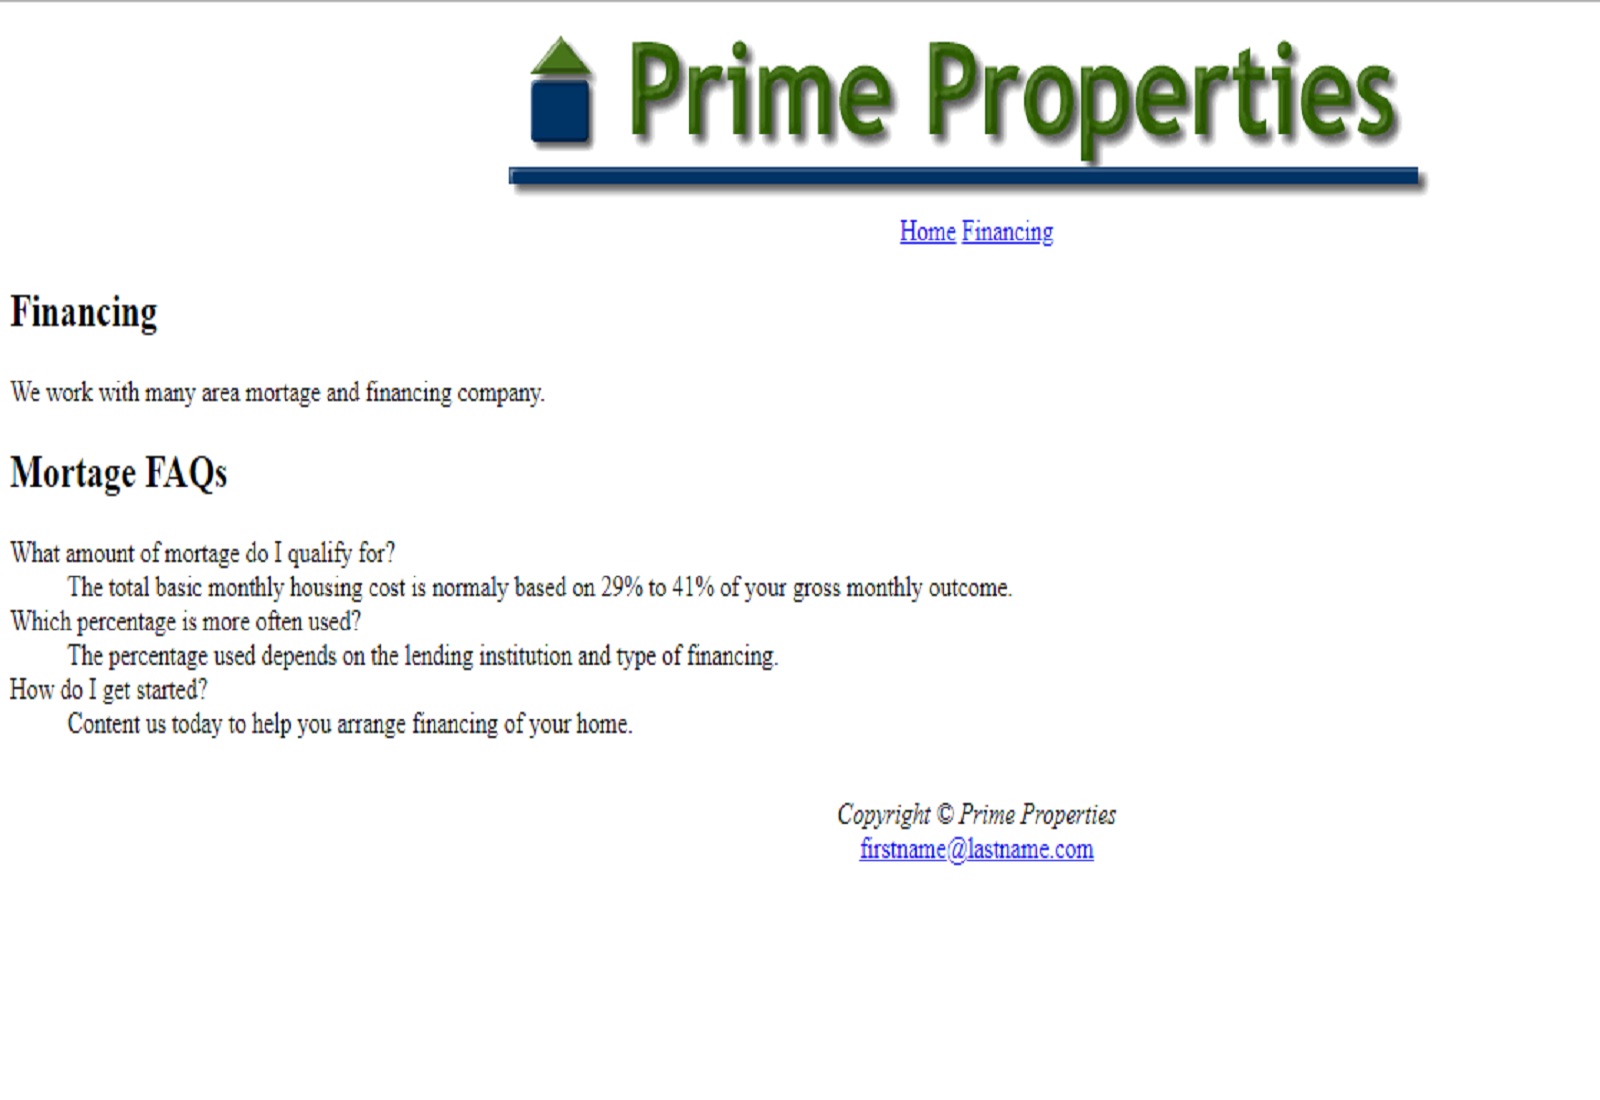 Prime Properties
Home Financing
Financing
We work with many area mortage and financing company.
Mortage FAQs
What amount of mortage do I qualify for?
The total basic monthly housing cost is normaly based on 29% to 41% of your gross monthly outcome.
Which percentage is more often used?
The percentage used depends on the lending institution and type of financing.
How do I get started?
Content us today to help you arrange financing of your home.
Copyright © Prime Properties
firstname@lastname.com